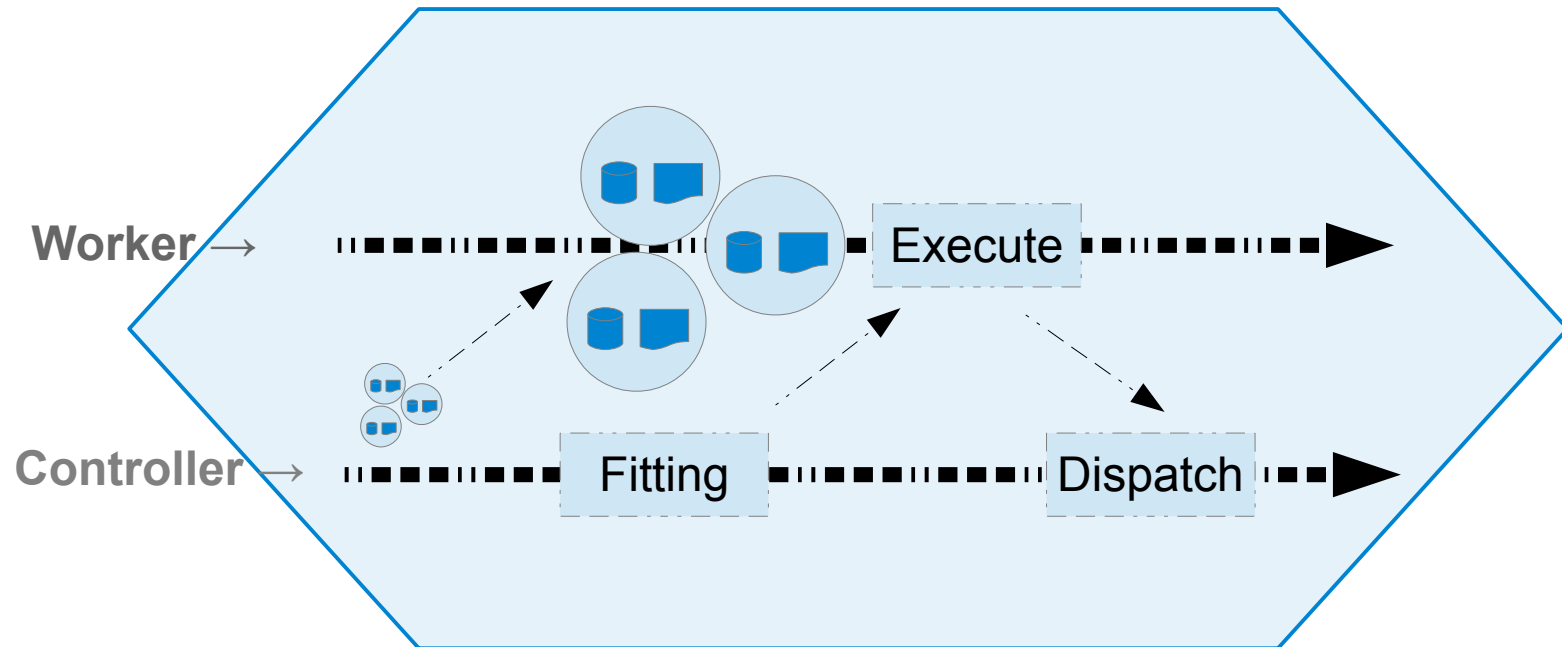 Worker →
Execute
Controller →
Fitting
Dispatch